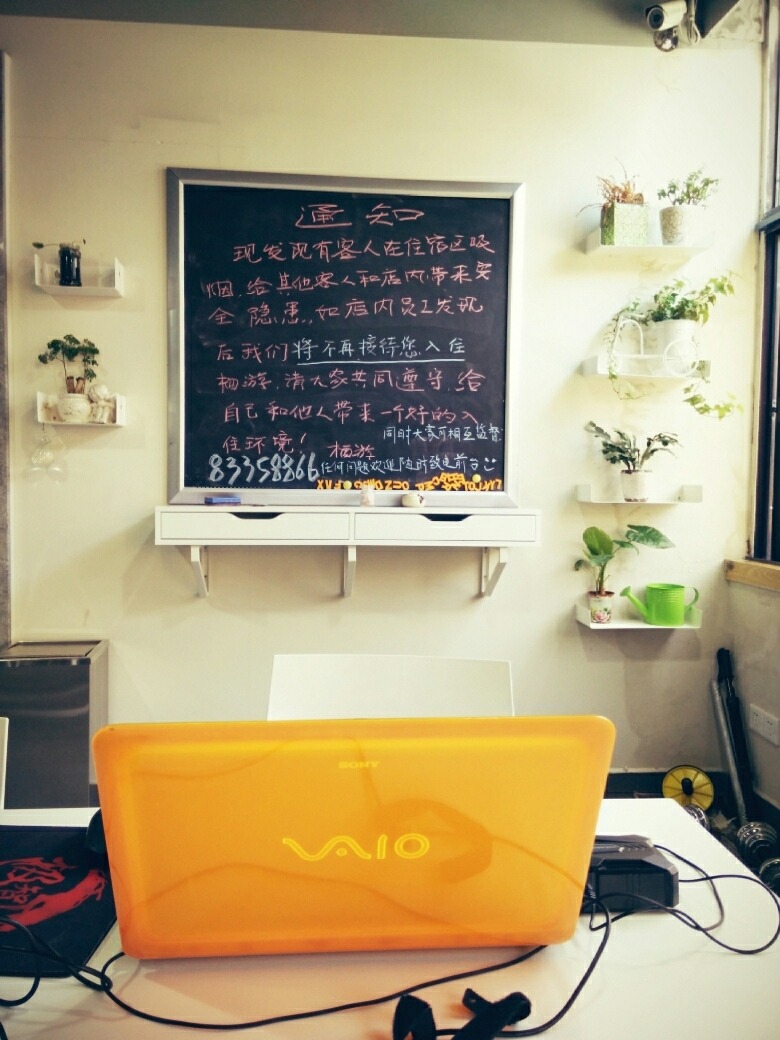 通知
现发现有客人在住宿区吸
烟,给其他客人和店内带来安
全隐患,如店内员工发现
后我们将不再接待您入住
栖游,请大家共同遵守,给
自己和他人带来一个好的入
住环境! 栖游
同时大家可相互监督
83358866 任何问题欢迎随时致电前台
SONY
VAIO